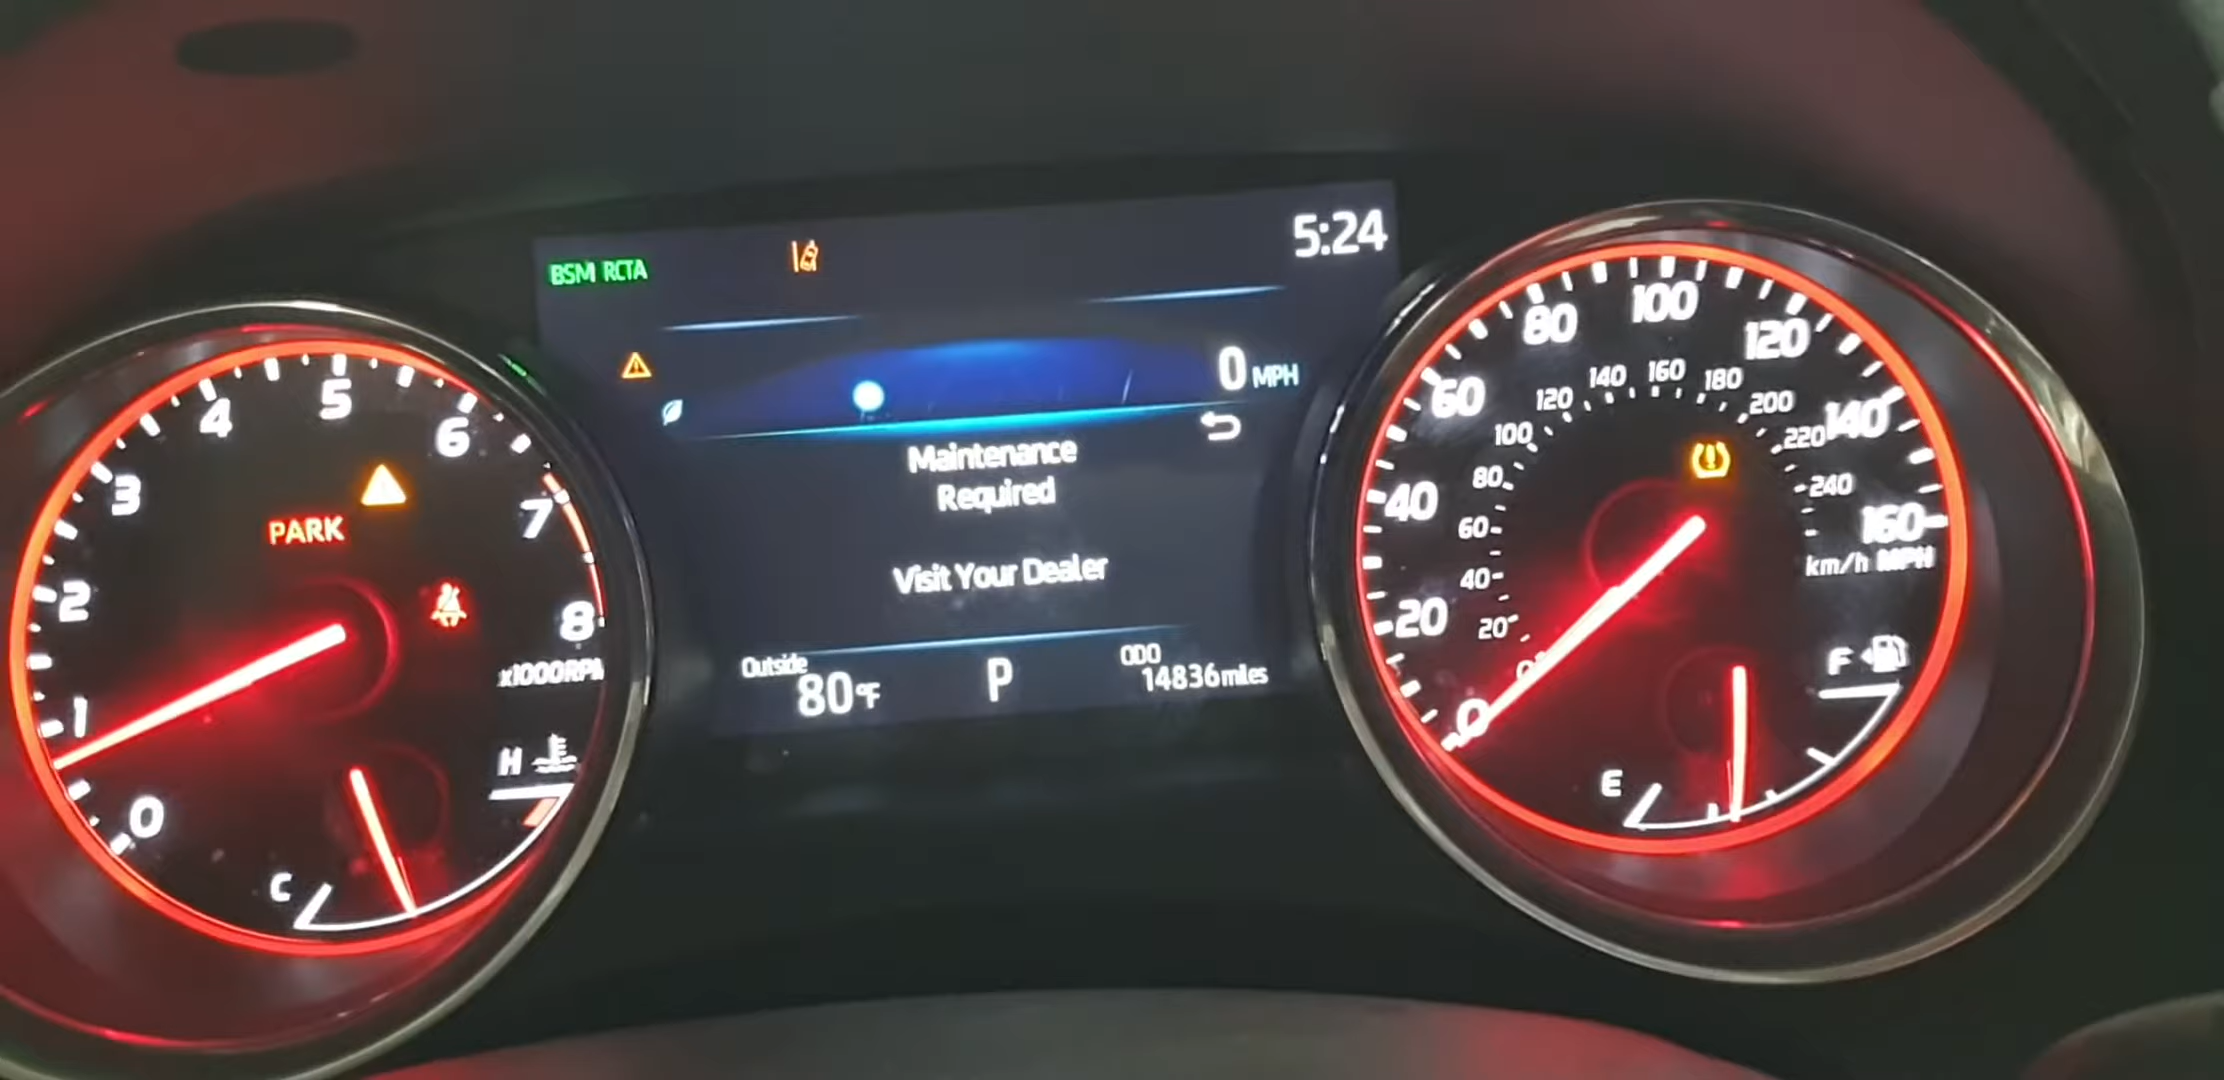 BSM RCTA
5:24
0 MPH
Maintenance
Required
Visit Your Dealer
Outside
80°F
P
ODO
14836 miles
0
1
2
3
4
5
6
7
8
x1000RPM
PARK
H
C
0
20
40
60
80
100
120
140
160
km/h MPH
20
40
60
80
100
120
140
160
180
200
220
240
F
E